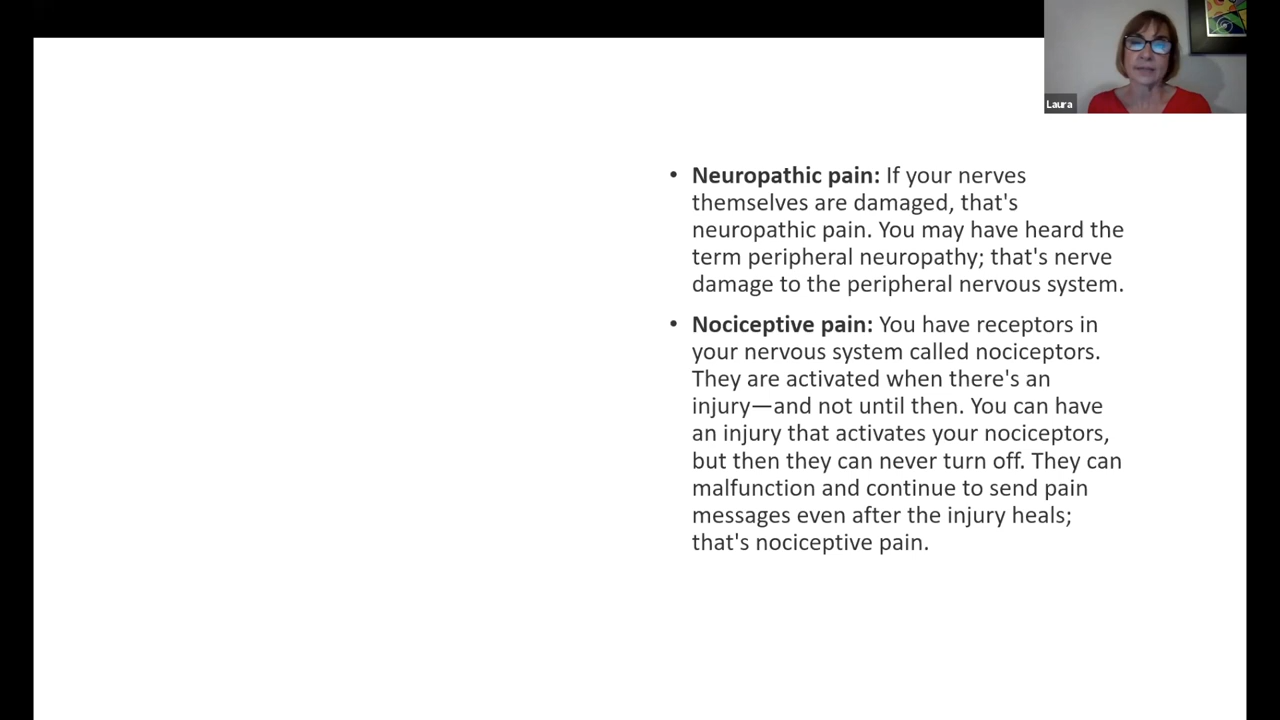 Laura
• Neuropathic pain: If your nerves
themselves are damaged, that's
neuropathic pain. You may have heard the
term peripheral neuropathy; that's nerve
damage to the peripheral nervous system.
• Nociceptive pain: You have receptors in
your nervous system called nociceptors.
They are activated when there's an
injury—and not until then. You can have
an injury that activates your nociceptors,
but then they can never turn off. They can
malfunction and continue to send pain
messages even after the injury heals;
that's nociceptive pain.